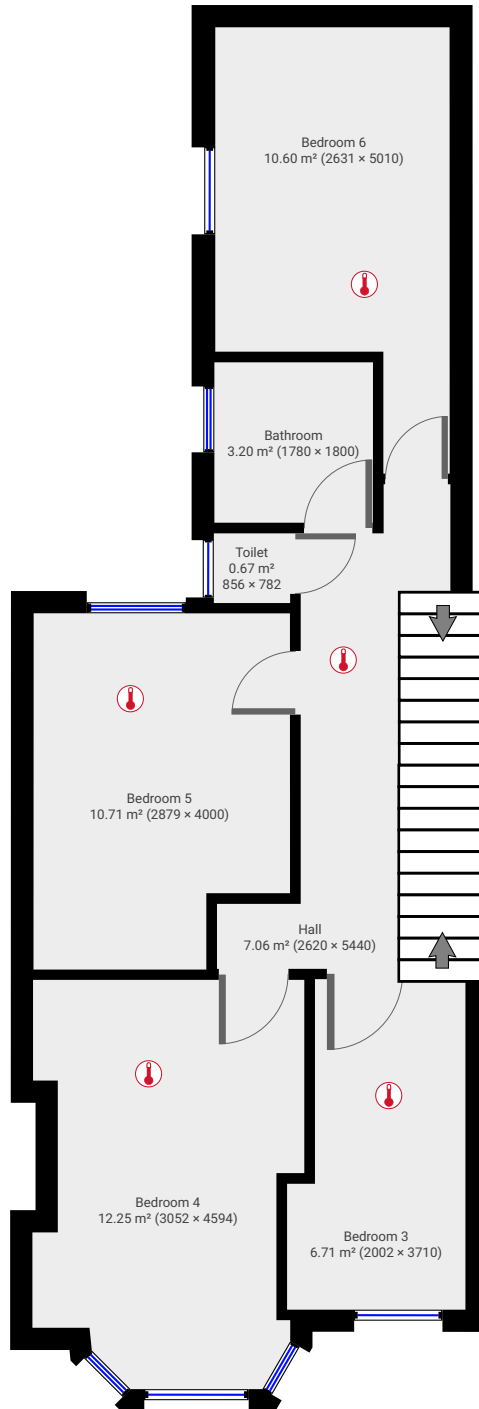 Bedroom 6
10.60 m² (2631 × 5010)
Bathroom
3.20 m² (1780 × 1800)
Toilet
0.67 m²
856 × 782
Bedroom 5
10.71 m² (2879 × 4000)
Hall
7.06 m² (2620 × 5440)
Bedroom 4
12.25 m² (3052 × 4594)
Bedroom 3
6.71 m² (2002 × 3710)